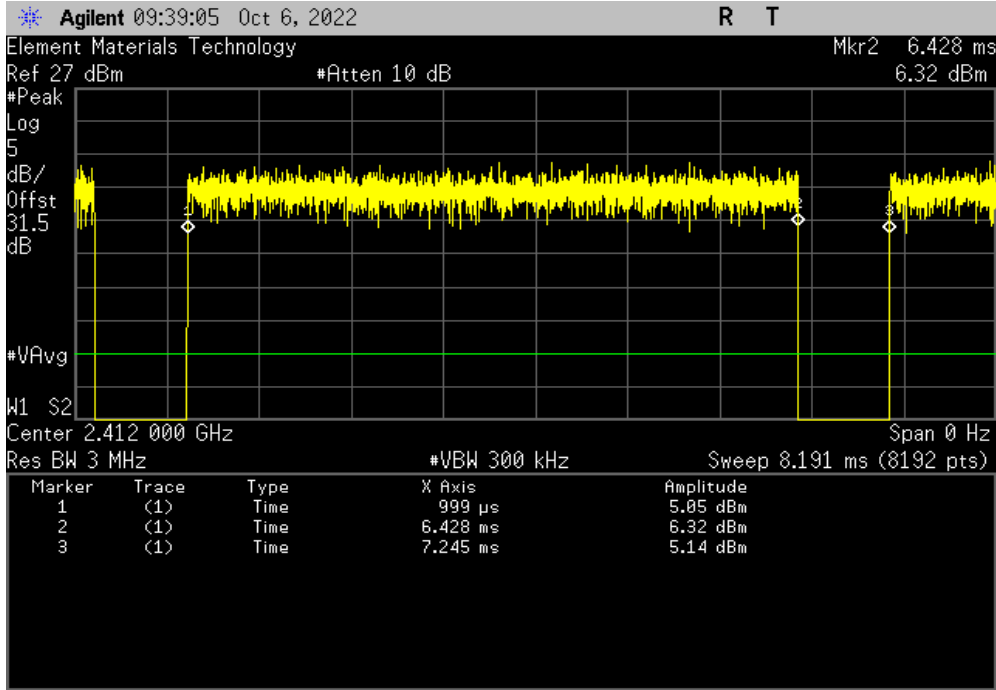 Agilent 09:39:05 Oct 6, 2022 R T
Element Materials Technology Mkr2 6.428 ms
Ref 27 dBm #Atten 10 dB 6.32 dBm
#Peak
Log
5
dB/
Offst
31.5
dB
1 2 3
#VAvg
W1 S2
Center 2.412 000 GHz Span 0 Hz
Res BW 3 MHz #VBW 300 kHz Sweep 8.191 ms (8192 pts)
Marker Trace Type X Axis Amplitude
1 (1) Time 999 µs 5.05 dBm
2 (1) Time 6.428 ms 6.32 dBm
3 (1) Time 7.245 ms 5.14 dBm